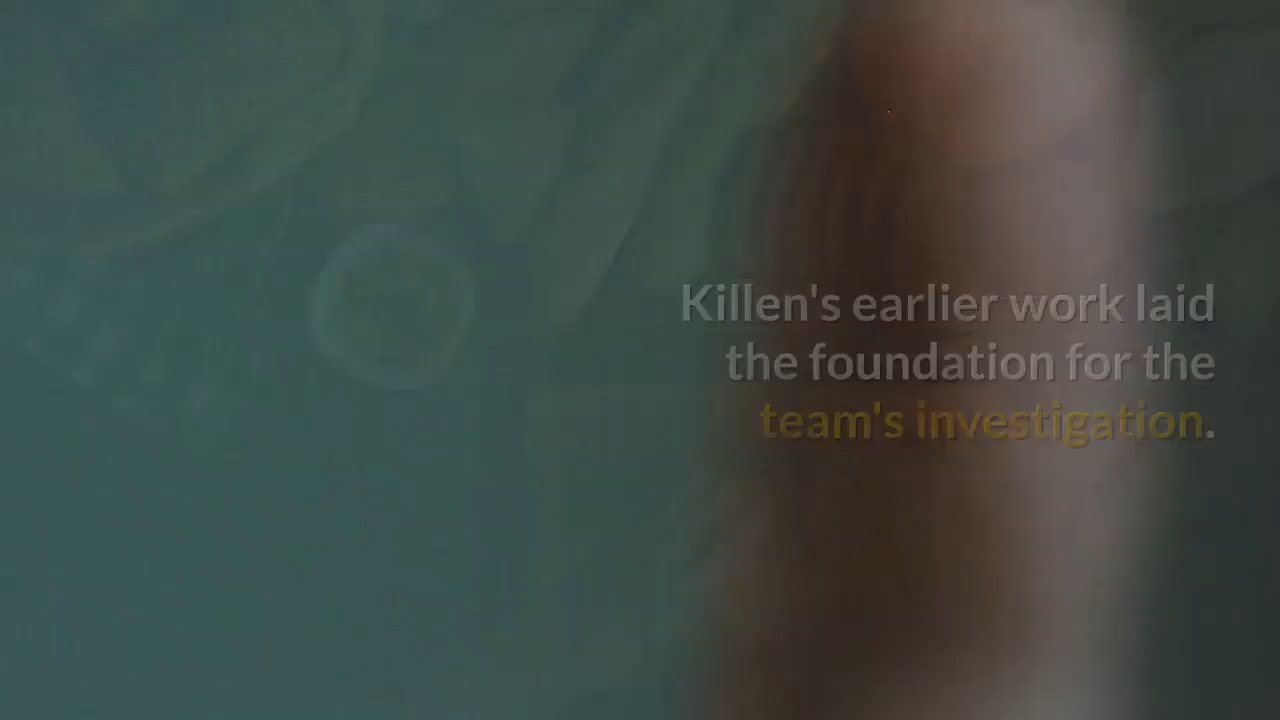 Killen's earlier work laid
the foundation for the
team's investigation.